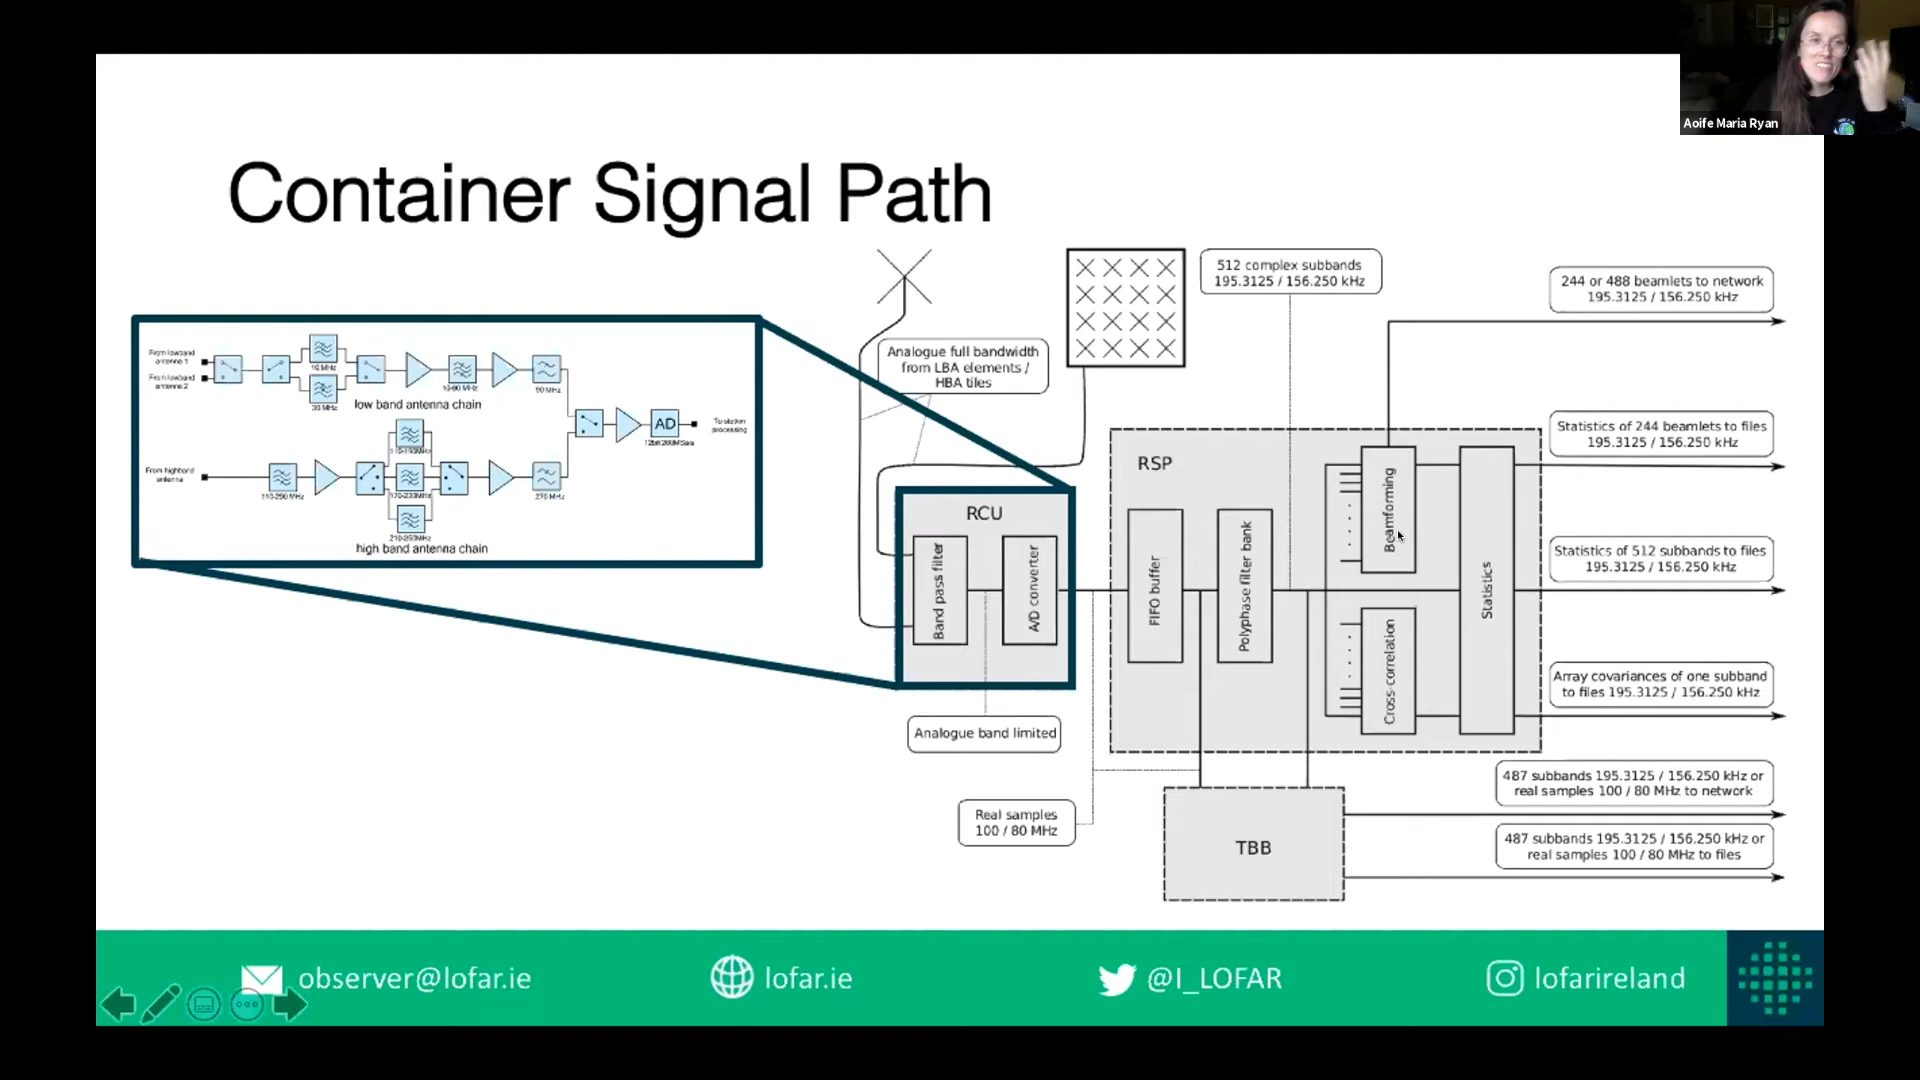 Aoife Maria Ryan
Container Signal Path
From lowband
antenna 1
From lowband
antenna 2
10 MHz
30 MHz
10-90 MHz
90 MHz
low band antenna chain
AD
To station
processing
From highband
antenna
110-190MHz
170-230MHz
270 MHz
high band antenna chain
Analogue full bandwidth
from LBA elements /
HBA tiles
512 complex subbands
195.3125 / 156.250 kHz
RCU
Band pass filter
A/D converter
Analogue band limited
Real samples
100 / 80 MHz
RSP
FIFO buffer
Polyphase filter bank
Beamforming
Cross-correlation
Statistics
TBB
244 or 488 beamlets to network
195.3125 / 156.250 kHz
Statistics of 244 beamlets to files
195.3125 / 156.250 kHz
Statistics of 512 subbands to files
195.3125 / 156.250 kHz
Array covariances of one subband
to files 195.3125 / 156.250 kHz
487 subbands 195.3125 / 156.250 kHz or
real samples 100 / 80 MHz to network
487 subbands 195.3125 / 156.250 kHz or
real samples 100 / 80 MHz to files
observer@lofar.ie
lofar.ie
@I_LOFAR
lofarireland